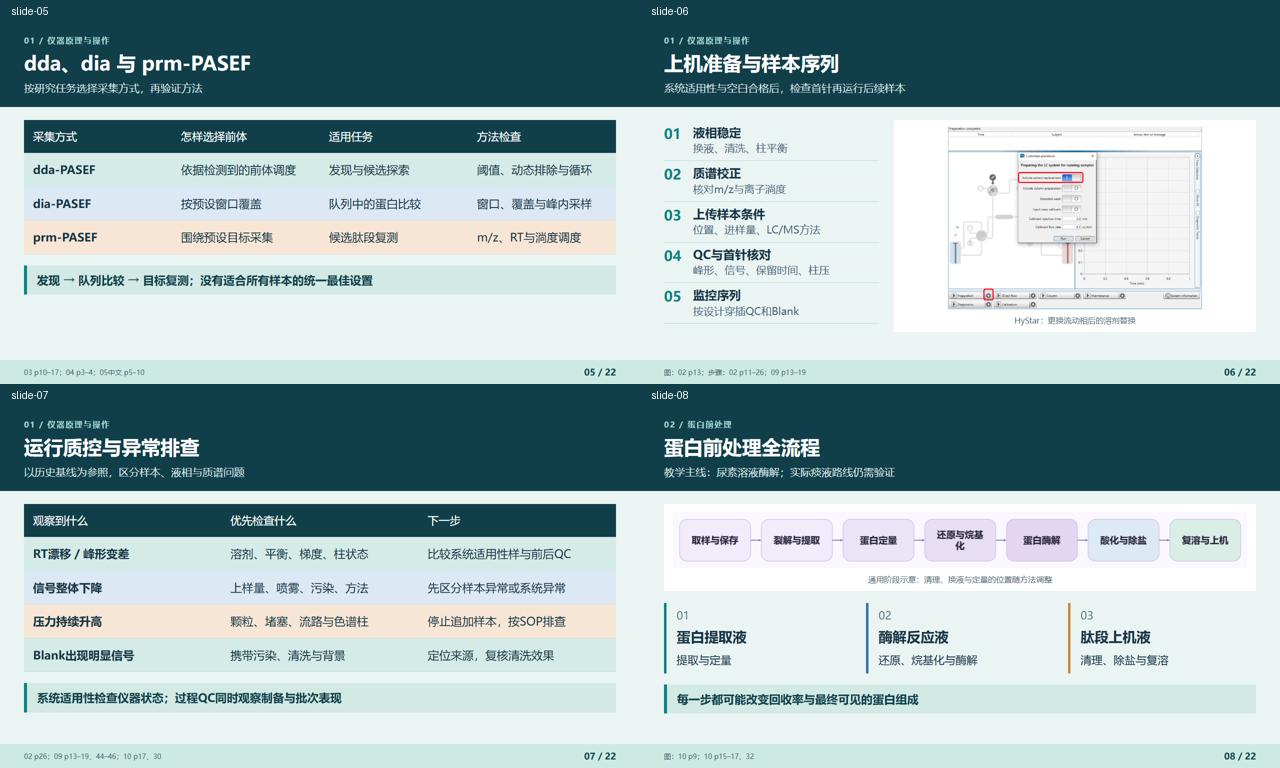 slide-05
01 / 仪器原理与操作
dda、dia 与 prm-PASEF
按研究任务选择采集方式，再验证方法
采集方式 怎样选择前体 适用任务 方法检查
dda-PASEF 依据检测到的前体调度 发现与候选探索 阈值、动态排除与循环
dia-PASEF 按预设窗口覆盖 队列中的蛋白比较 窗口、覆盖与峰内采样
prm-PASEF 围绕预设目标采集 候选肽段复测 m/z、RT与淌度调度
发现 → 队列比较 → 目标复测；没有适合所有样本的统一最佳设置
03 p10–17；04 p3–4；05中文 p5–10
05 / 22
slide-06
01 / 仪器原理与操作
上机准备与样本序列
系统适用性与空白合格后，检查首针再运行后续样本
01 液相稳定
换液、清洗、柱平衡
02 质谱校正
核对m/z与离子淌度
03 上传样本条件
位置、进样量、LC/MS方法
04 QC与首针核对
峰形、信号、保留时间、柱压
05 监控序列
按设计穿插QC和Blank
Preparing the LC system for running samples
Time (min)
HyStar：更换流动相后的溶剂替换
图：02 p13；步骤：02 p11–26；09 p13–19
06 / 22
slide-07
01 / 仪器原理与操作
运行质控与异常排查
以历史基线为参照，区分样本、液相与质谱问题
观察到什么 优先检查什么 下一步
RT漂移 / 峰形变差 溶剂、平衡、梯度、柱状态 比较系统适用性样与前后QC
信号整体下降 上样量、喷雾、污染、方法 先区分样本异常或系统异常
压力持续升高 颗粒、堵塞、流路与色谱柱 停止追加样本，按SOP排查
Blank出现明显信号 携带污染、清洗与背景 定位来源，复核清洗效果
系统适用性检查仪器状态；过程QC同时观察制备与批次表现
02 p26；09 p13–19、44–46；10 p17、30
07 / 22
slide-08
02 / 蛋白前处理
蛋白前处理全流程
教学主线：尿素溶液酶解；实际痰液路线仍需验证
取样与保存 裂解与提取 蛋白定量 还原与烷基化 蛋白酶解 酸化与除盐 复溶与上机
通用阶段示意：清理、换液与定量的位置随方法调整
01 02 03
蛋白提取液 酶解反应液 肽段上机液
提取与定量 还原、烷基化与酶解 清理、除盐与复溶
每一步都可能改变回收率与最终可见的蛋白组成
图：10 p9；10 p15–17、32
08 / 22